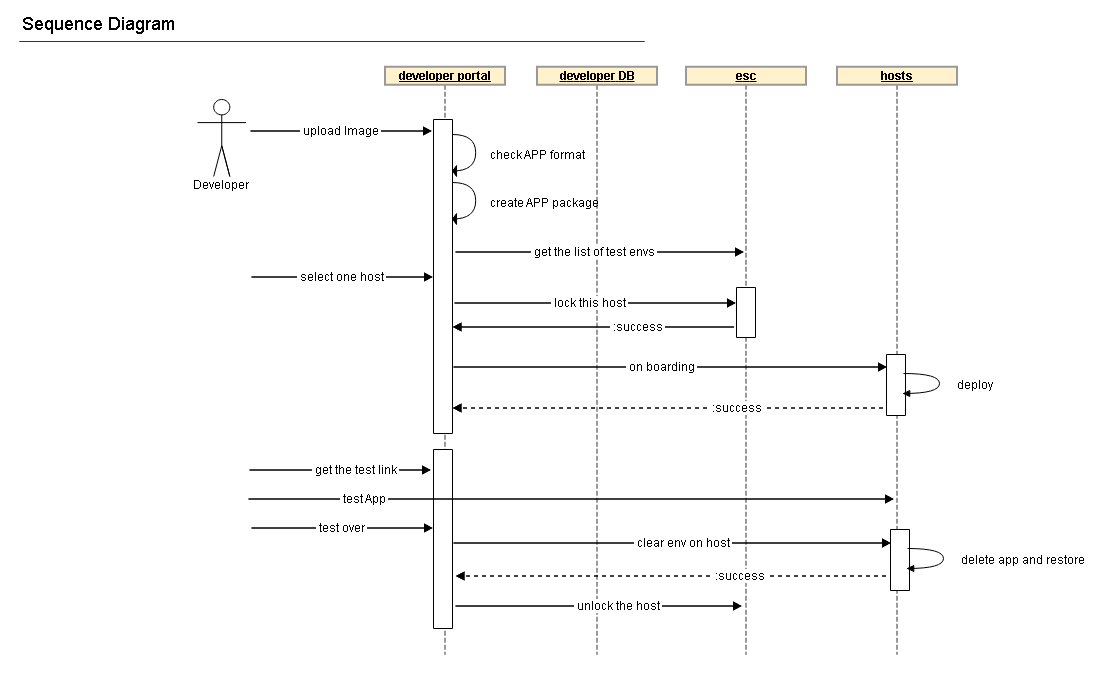 Sequence Diagram
developer portal
developer DB
esc
hosts
upload Image
check APP format
Developer
create APP package
get the list of test envs
select one host
lock this host
:success
on boarding
deploy
:success
get the test link
test App
test over
clear env on host
delete app and restore
:success
unlock the host